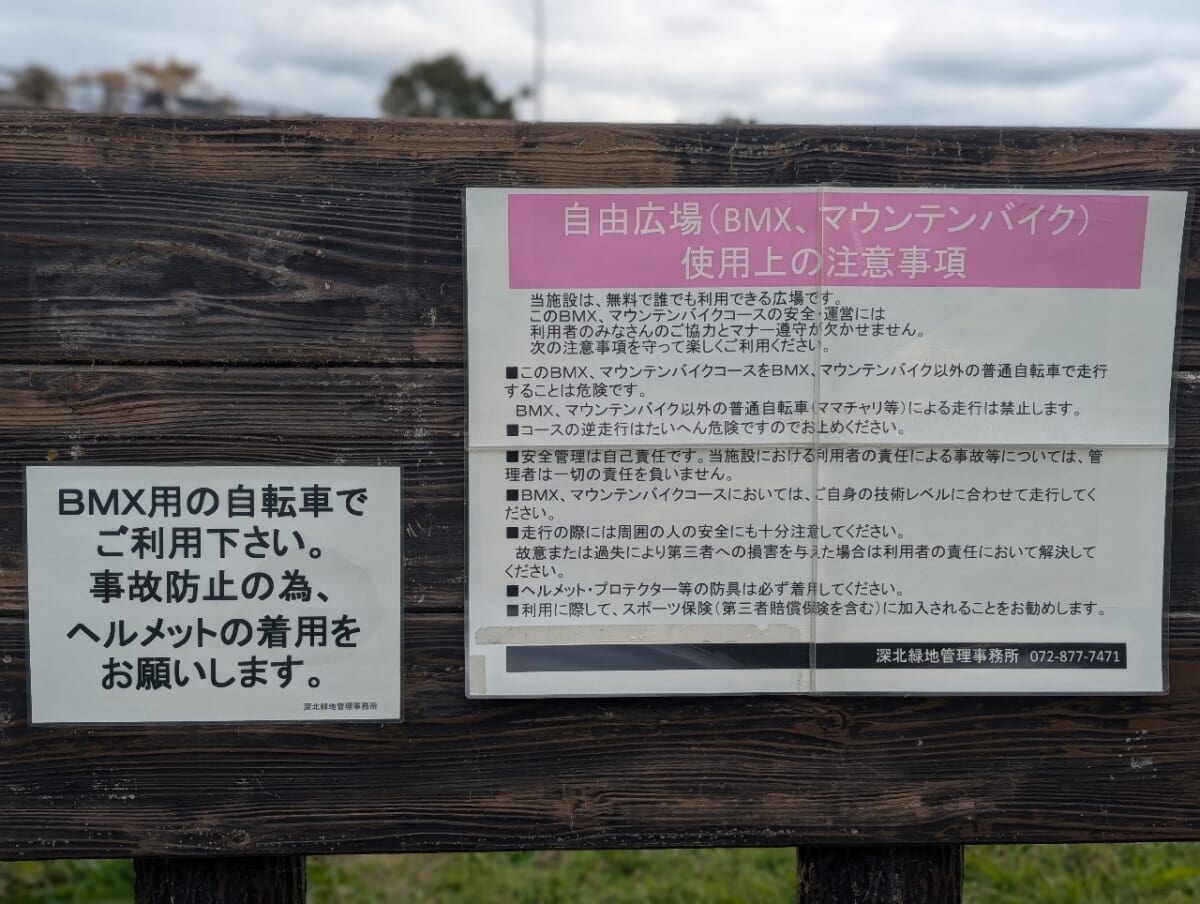 自由広場（BMX、マウンテンバイク）
使用上の注意事項
当施設は、無料で誰でも利用できる広場です。
このBMX、マウンテンバイクコースの安全・運営には
利用者のみなさんのご協力とマナー遵守が欠かせません。
次の注意事項を守って楽しくご利用ください。
■このBMX、マウンテンバイクコースをBMX、マウンテンバイク以外の普通自転車で走行
することは危険です。
BMX、マウンテンバイク以外の普通自転車（ママチャリ等）による走行は禁止します。
■コースの逆走行はたいへん危険ですのでお止めください。
■安全管理は自己責任です。当施設における利用者の責任による事故等については、管
理者は一切の責任を負いません。
■BMX、マウンテンバイクコースにおいては、ご自身の技術レベルに合わせて走行してく
ださい。
■走行の際には周囲の人の安全にも十分注意してください。
故意または過失により第三者への損害を与えた場合は利用者の責任において解決して
ください。
■ヘルメット・プロテクター等の防具は必ず着用してください。
■利用に際して、スポーツ保険（第三者賠償保険を含む）に加入されることをお勧めします。
深北緑地管理事務所 072-877-7471
BMX用の自転車で
ご利用下さい。
事故防止の為、
ヘルメットの着用を
お願いします。
深北緑地管理事務所